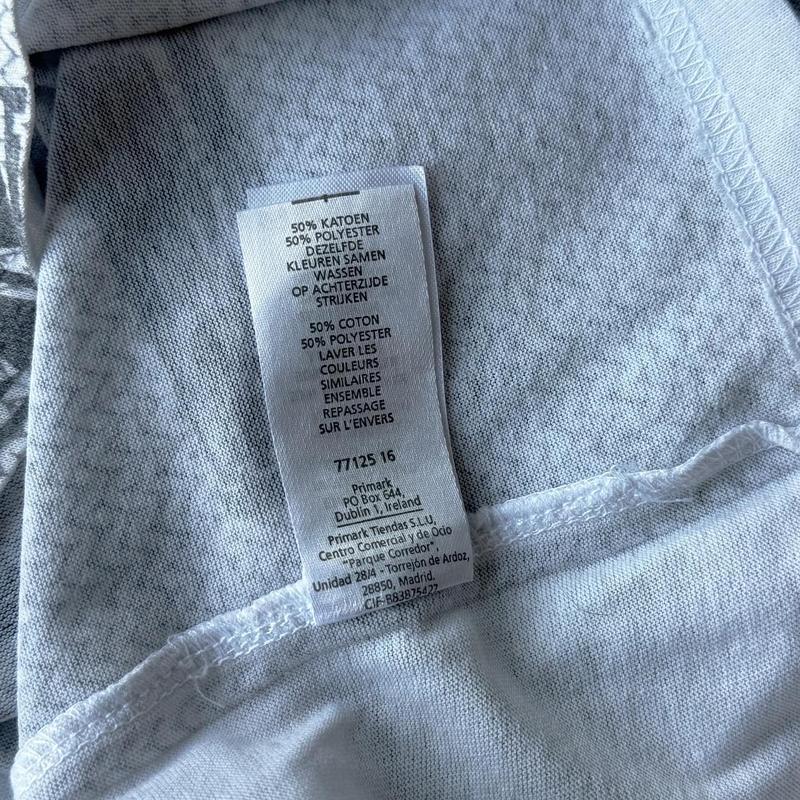 50% KATOEN
50% POLYESTER
DEZELFDE
KLEUREN SAMEN
WASSEN
OP ACHTERZIJDE
STRIJKEN
50% COTON
50% POLYESTER
LAVER LES
COULEURS
SIMILAIRES
ENSEMBLE
REPASSAGE
SUR L'ENVERS
77125 16
Primark
PO Box 644,
Dublin 1, Ireland
Primark Tiendas S.L.U,
Centro Comercial y de Ocio
"Parque Corredor",
Unidad 28/4 - Torrejón de Ardoz,
28850, Madrid.
CIF-B83875427